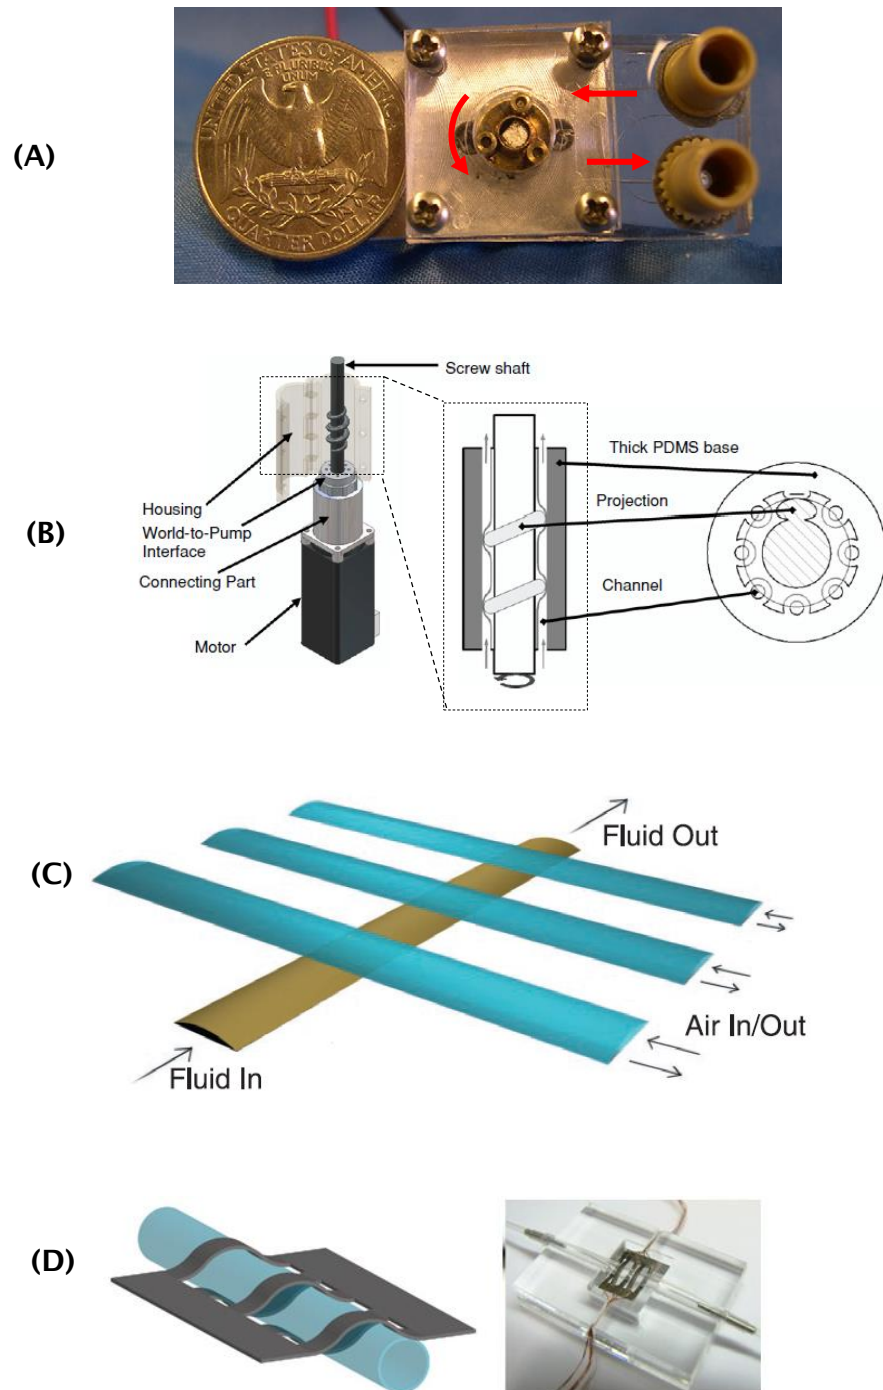 (A)
UNITED STATES OF AMERICA
E PLURIBUS
UNUM
QUARTER DOLLAR
(B)
Screw shaft
Housing
World-to-Pump
Interface
Connecting Part
Motor
Thick PDMS base
Projection
Channel
(C)
Fluid Out
Air In/Out
Fluid In
(D)